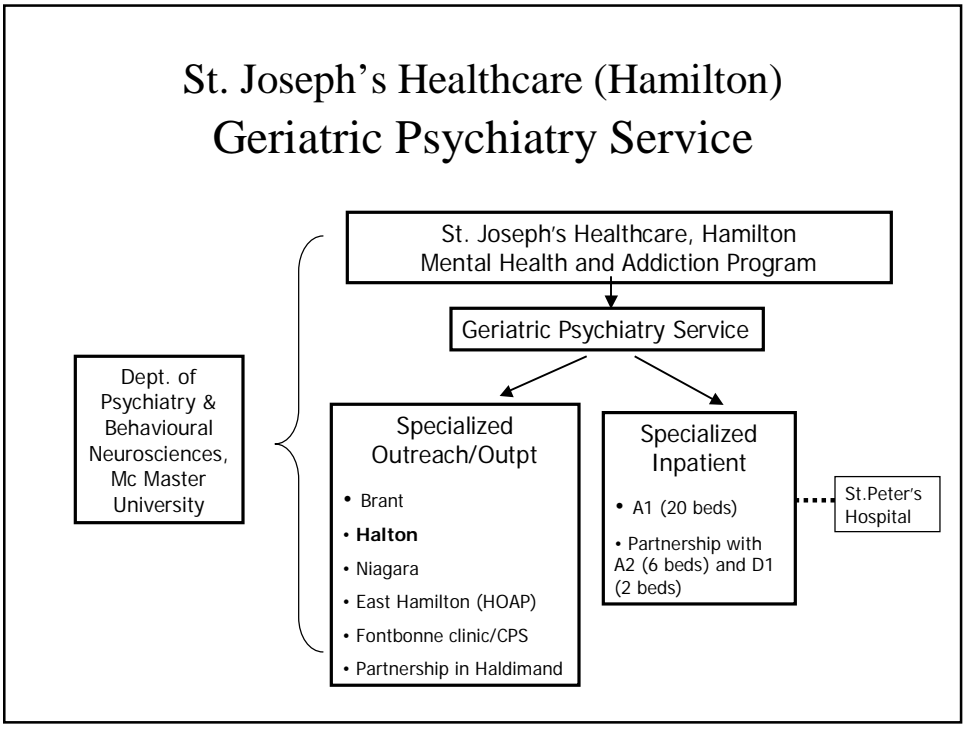 St. Joseph's Healthcare (Hamilton)
Geriatric Psychiatry Service
St. Joseph's Healthcare, Hamilton
Mental Health and Addiction Program
Geriatric Psychiatry Service
Dept. of
Psychiatry &
Behavioural
Neurosciences,
Mc Master
University
Specialized
Outreach/Outpt
• Brant
• Halton
• Niagara
• East Hamilton (HOAP)
• Fontbonne clinic/CPS
• Partnership in Haldimand
Specialized
Inpatient
• A1 (20 beds)
• Partnership with
A2 (6 beds) and D1
(2 beds)
St.Peter's
Hospital